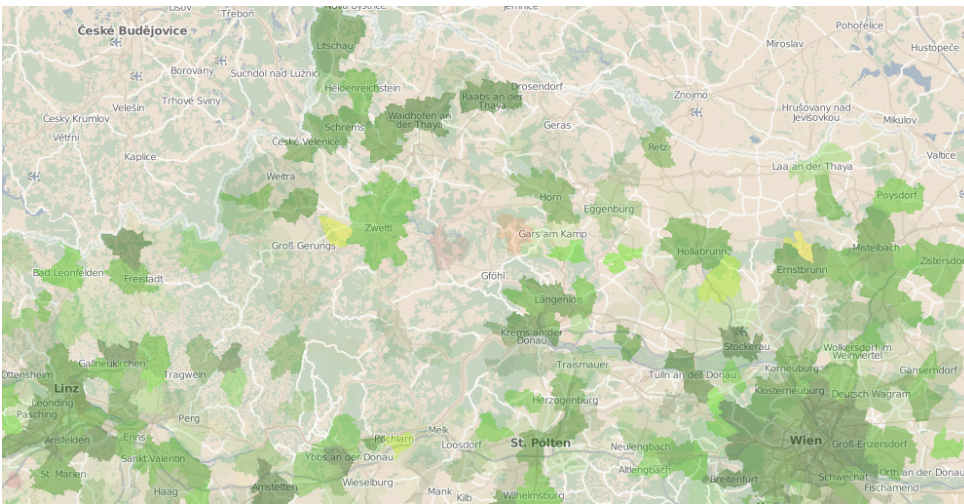 Třeboň
Jemnice
České Budějovice
Pohořelice
Litschau
Miroslav
Hustopeče
Borovany
Suchdol nad Lužnicí
Heidenreichstein
Drosendorf
Znojmo
Trhové Sviny
Velešín
Raabs an der
Thaya
Hrušovany nad
Jevišovkou
Český Krumlov
Waidhofen an
der Thaya
Mikulov
Větřní
Schrems
Geras
České Velenice
Retz
Kaplice
Valtice
Laa an der Thaya
Weitra
Horn
Poysdorf
Eggenburg
Zwettl
Gars am Kamp
Groß Gerungs
Hollabrunn
Mistelbach
Bad Leonfelden
Freistadt
Gföhl
Ernstbrunn
Zistersdo
Langenlois
Krems an der
Donau
Stockerau
Wolkersdorf im
Weinviertel
Gallneukirchen
Traismauer
Korneuburg
Gänserndorf
Ottensheim
Tragwein
Tulln an der Donau
Linz
Klosterneuburg
Deutsch Wagram
Leonding
Herzogenburg
Pasching
Perg
Ansfelden
Enns
Pöchlarn
Melk
Loosdorf
St. Pölten
Wien
Groß-Enzersdorf
Neulengbach
Sankt Valentin
Ybbs an der Donau
St. Marien
Altlengbach
Amstetten
Wieselburg
Breitenfurt
Schwechat
Orth an der Donau
Haag
Mank
Kilb
Wilhelmsburg
Fischamend